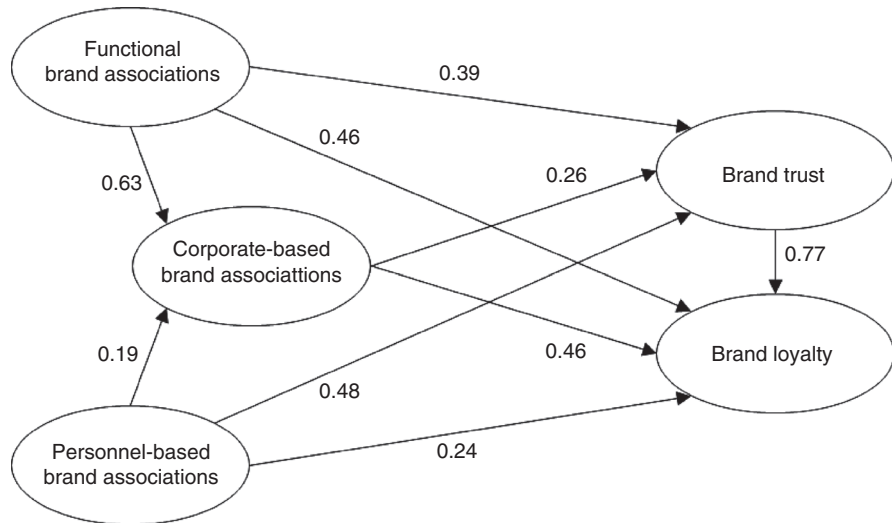 Functional
brand associations
0.39
0.46
0.63
0.26
Brand trust
Corporate-based
brand associattions
0.77
0.19
0.46
Brand loyalty
0.48
Personnel-based
brand associations
0.24